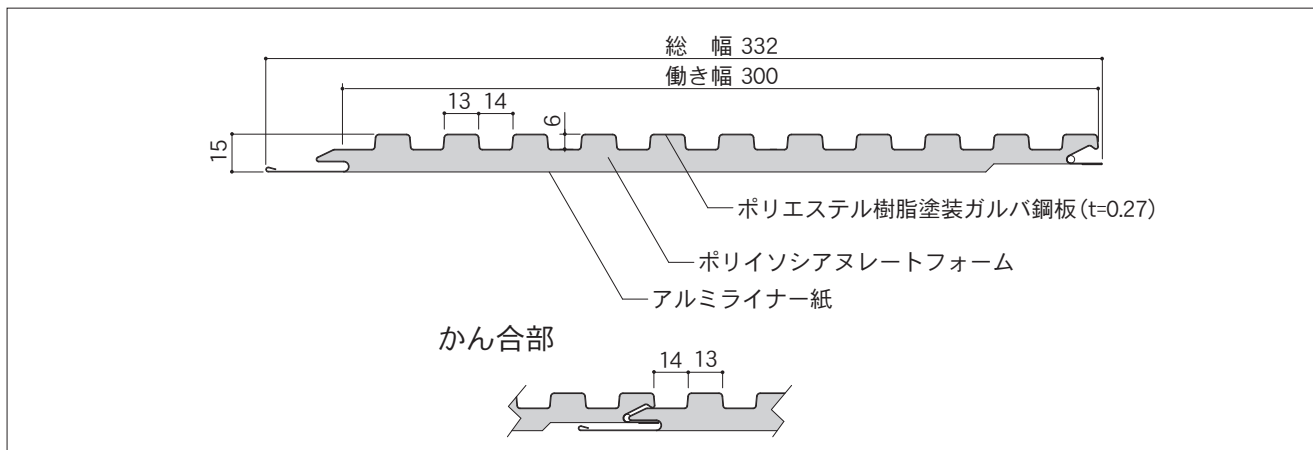 総　幅 332
働き幅 300
13 14
6
15
ポリエステル樹脂塗装ガルバ鋼板(t=0.27)
ポリイソシアヌレートフォーム
アルミライナー紙
かん合部
14 13